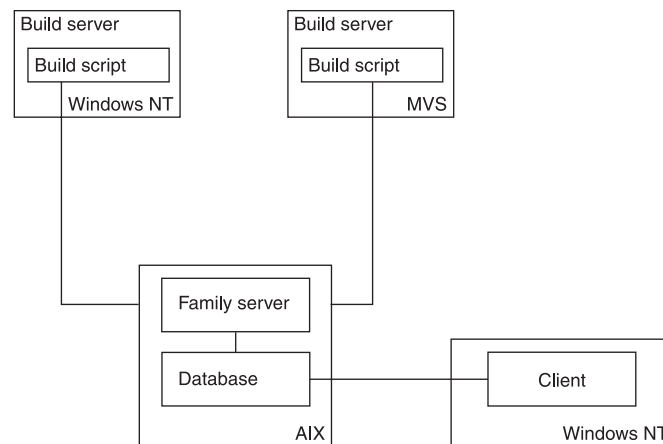 Build server
Build script
Windows NT
Build server
Build script
MVS
Family server
Database
AIX
Client
Windows NT